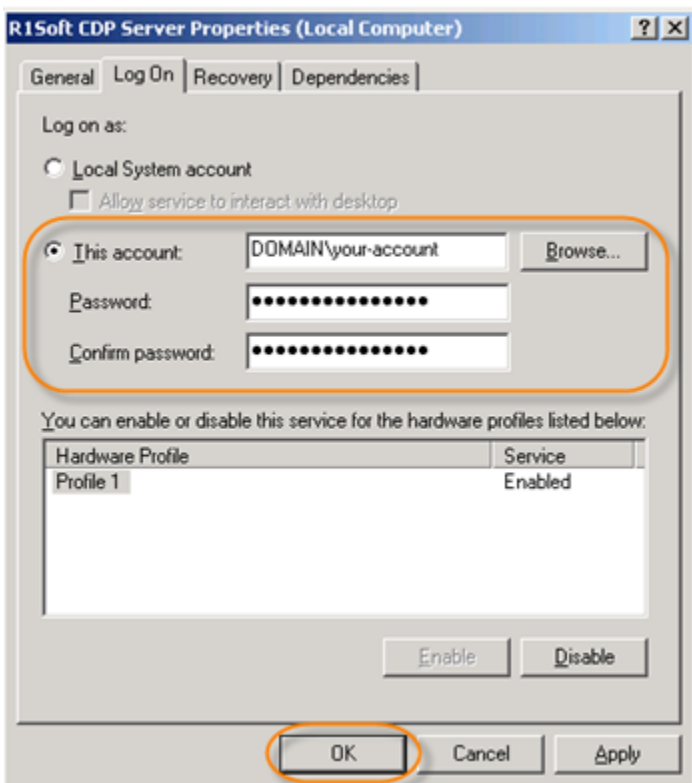 R1Soft CDP Server Properties (Local Computer)
General Log On Recovery Dependencies
Log on as:
Local System account
Allow service to interact with desktop
This account: DOMAIN\your-account Browse...
Password: •••••••••••••••
Confirm password: •••••••••••••••
You can enable or disable this service for the hardware profiles listed below:
Hardware Profile Service
Profile 1 Enabled
Enable Disable
OK Cancel Apply